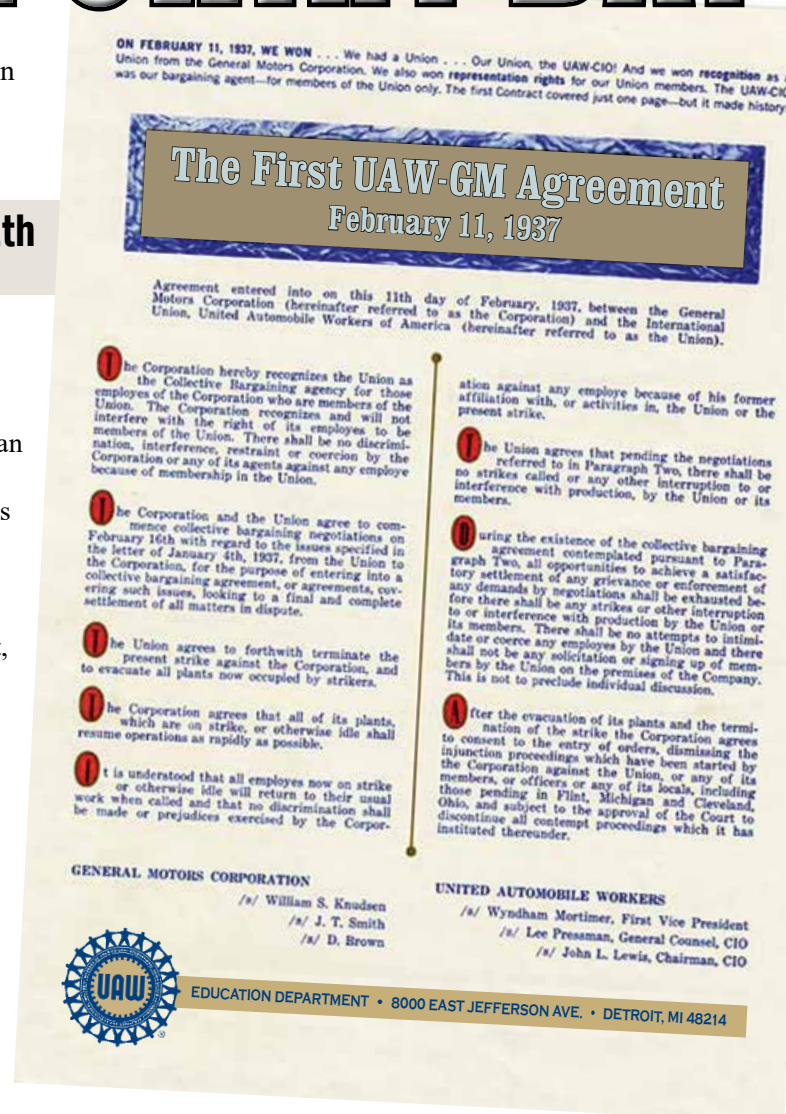 n
th
an
s
,
ON FEBRUARY 11, 1937, WE WON . . . We had a Union . . . Our Union, the UAW-CIO! And we won recognition as a
Union from the General Motors Corporation. We also won representation rights for our Union members. The UAW-CIO
was our bargaining agent—for members of the Union only. The first Contract covered just one page—but it made history
The First UAW-GM Agreement
February 11, 1937
Agreement entered into on this 11th day of February, 1937, between the General
Motors Corporation (hereinafter referred to as the Corporation) and the International
Union, United Automobile Workers of America (hereinafter referred to as the Union).
The Corporation hereby recognizes the Union as
the Collective Bargaining agency for those
employes of the Corporation who are members of the
Union. The Corporation recognizes and will not
interfere with the right of its employes to be
members of the Union. There shall be no discrimi-
nation, interference, restraint or coercion by the
Corporation or any of its agents against any employe
because of membership in the Union.
The Corporation and the Union agree to com-
mence collective bargaining negotiations on
February 16th with regard to the issues specified in
the letter of January 4th, 1937, from the Union to
the Corporation, for the purpose of entering into a
collective bargaining agreement, or agreements, cov-
ering such issues, looking to a final and complete
settlement of all matters in dispute.
The Union agrees to forthwith terminate the
present strike against the Corporation, and
to evacuate all plants now occupied by strikers.
The Corporation agrees that all of its plants,
which are on strike, or otherwise idle shall
resume operations as rapidly as possible.
It is understood that all employes now on strike
or otherwise idle will return to their usual
work when called and that no discrimination shall
be made or prejudices exercised by the Corpor-
ation against any employe because of his former
affiliation with, or activities in, the Union or the
present strike.
The Union agrees that pending the negotiations
referred to in Paragraph Two, there shall be
no strikes called or any other interruption to or
interference with production, by the Union or its
members.
During the existence of the collective bargaining
agreement contemplated pursuant to Para-
graph Two, all opportunities to achieve a satisfac-
tory settlement of any grievance or enforcement of
any demands by negotiations shall be exhausted be-
fore there shall be any strikes or other interruption
to or interference with production by the Union or
its members. There shall be no attempts to intimi-
date or coerce any employes by the Union and there
shall not be any solicitation or signing up of mem-
bers by the Union on the premises of the Company.
This is not to preclude individual discussion.
After the evacuation of its plants and the termi-
nation of the strike the Corporation agrees
to consent to the entry of orders, dismissing the
injunction proceedings which have been started by
the Corporation against the Union, or any of its
members, or officers or any of its locals, including
those pending in Flint, Michigan and Cleveland,
Ohio, and subject to the approval of the Court to
discontinue all contempt proceedings which it has
instituted thereunder.
GENERAL MOTORS CORPORATION
/s/ William S. Knudsen
/s/ J. T. Smith
/s/ D. Brown
UNITED AUTOMOBILE WORKERS
/s/ Wyndham Mortimer, First Vice President
/s/ Lee Pressman, General Counsel, CIO
/s/ John L. Lewis, Chairman, CIO
UAW
EDUCATION DEPARTMENT • 8000 EAST JEFFERSON AVE. • DETROIT, MI 48214